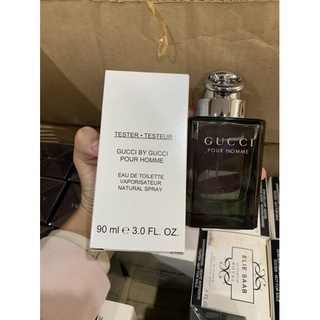 TESTER • TESTEUR
GUCCI BY GUCCI
POUR HOMME
EAU DE TOILETTE
VAPORISATEUR
NATURAL SPRAY
90 ml ℮ 3.0 FL. OZ.
GUCCI
POUR HOMME
ELIE SAAB